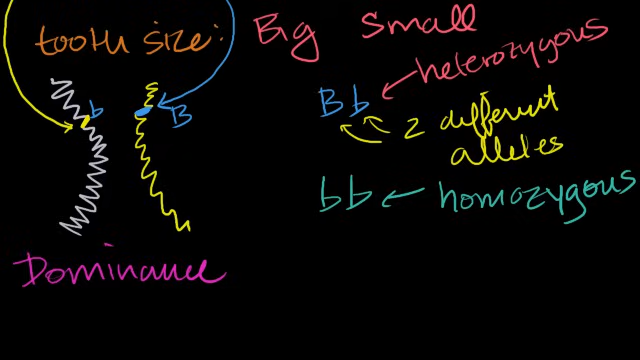 tooth size: Big Small
heterozygous
b B Bb
2 different
alleles
bb homozygous
Dominance